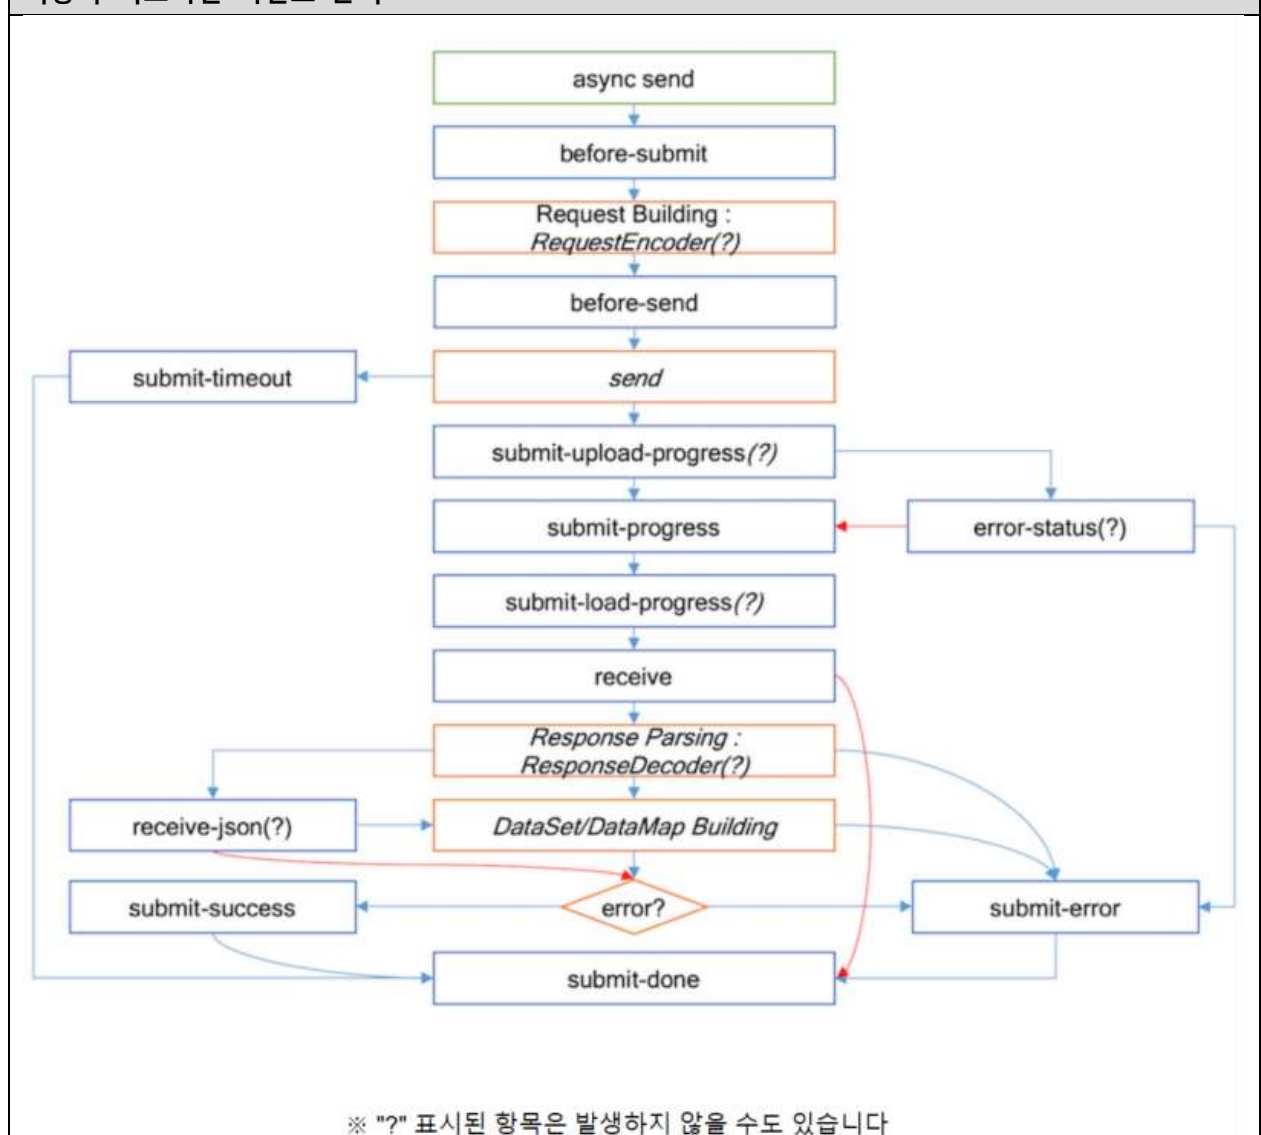 async send
before-submit
Request Building :
RequestEncoder(?)
before-send
submit-timeout
send
submit-upload-progress(?)
submit-progress
error-status(?)
submit-load-progress(?)
receive
Response Parsing :
ResponseDecoder(?)
receive-json(?)
DataSet/DataMap Building
submit-success
error?
submit-error
submit-done
※ "?" 표시된 항목은 발생하지 않을 수도 있습니다